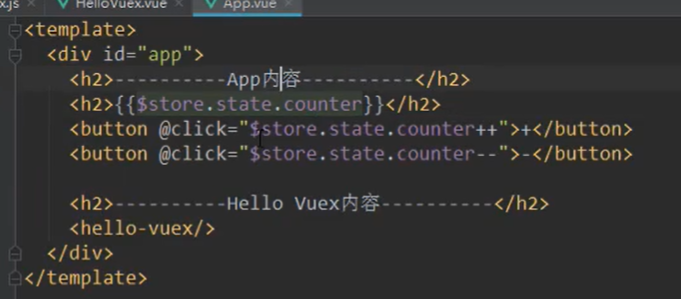 x.js HelloVuex.vue App.vue
<template>
<div id="app">
<h2>----------App内容----------</h2>
<h2>{{$store.state.counter}}</h2>
<button @click="$store.state.counter++">+</button>
<button @click="$store.state.counter--">-</button>
<h2>----------Hello Vuex内容----------</h2>
<hello-vuex/>
</div>
</template>